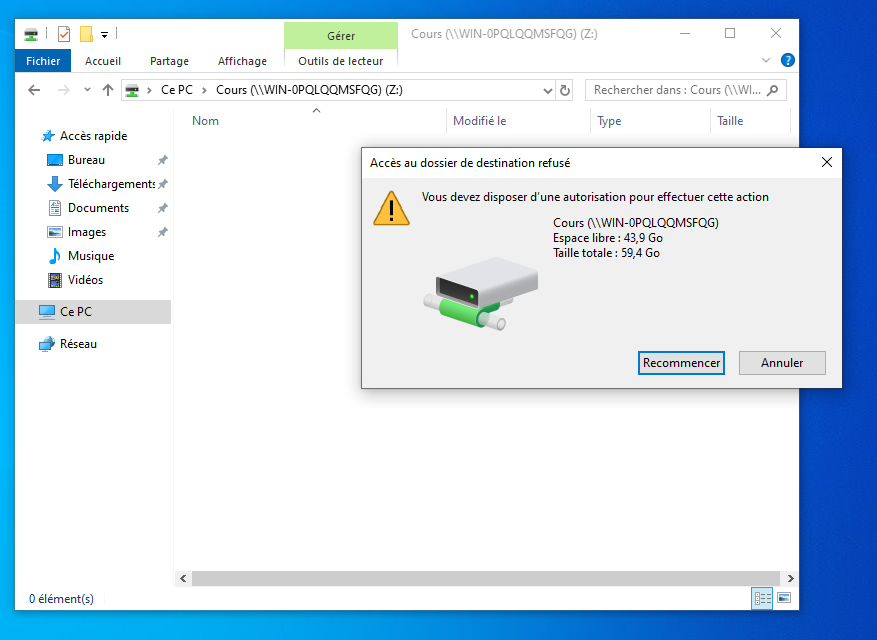 Gérer
Cours (\\WIN-0PQLQQMSFQG) (Z:)
Fichier
Accueil
Partage
Affichage
Outils de lecteur
Ce PC
Cours (\\WIN-0PQLQQMSFQG) (Z:)
Rechercher dans : Cours (\\WI...
Nom
Modifié le
Type
Taille
Accès rapide
Bureau
Téléchargements
Documents
Images
Musique
Vidéos
Ce PC
Réseau
Accès au dossier de destination refusé
Vous devez disposer d'une autorisation pour effectuer cette action
Cours (\\WIN-0PQLQQMSFQG)
Espace libre : 43,9 Go
Taille totale : 59,4 Go
Recommencer
Annuler
0 élément(s)